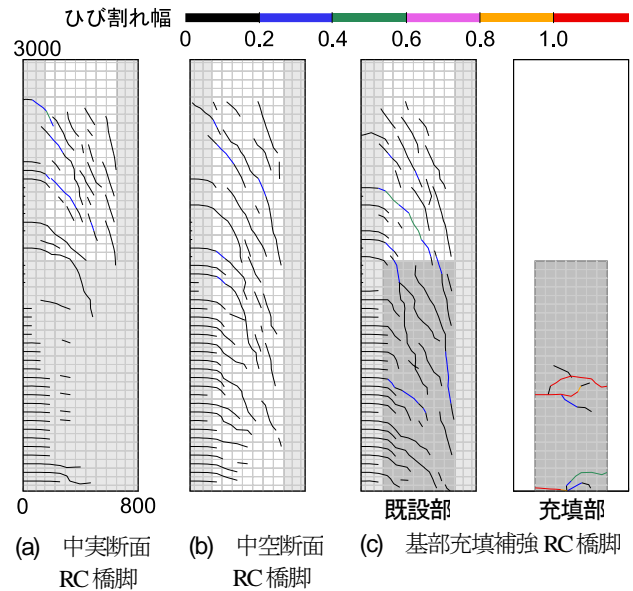 ひび割れ幅
0 0.2 0.4 0.6 0.8 1.0
3000
0 800
既設部 充填部
(a) 中実断面 (b) 中空断面 (c) 基部充填補強 RC 橋脚
RC 橋脚 RC 橋脚